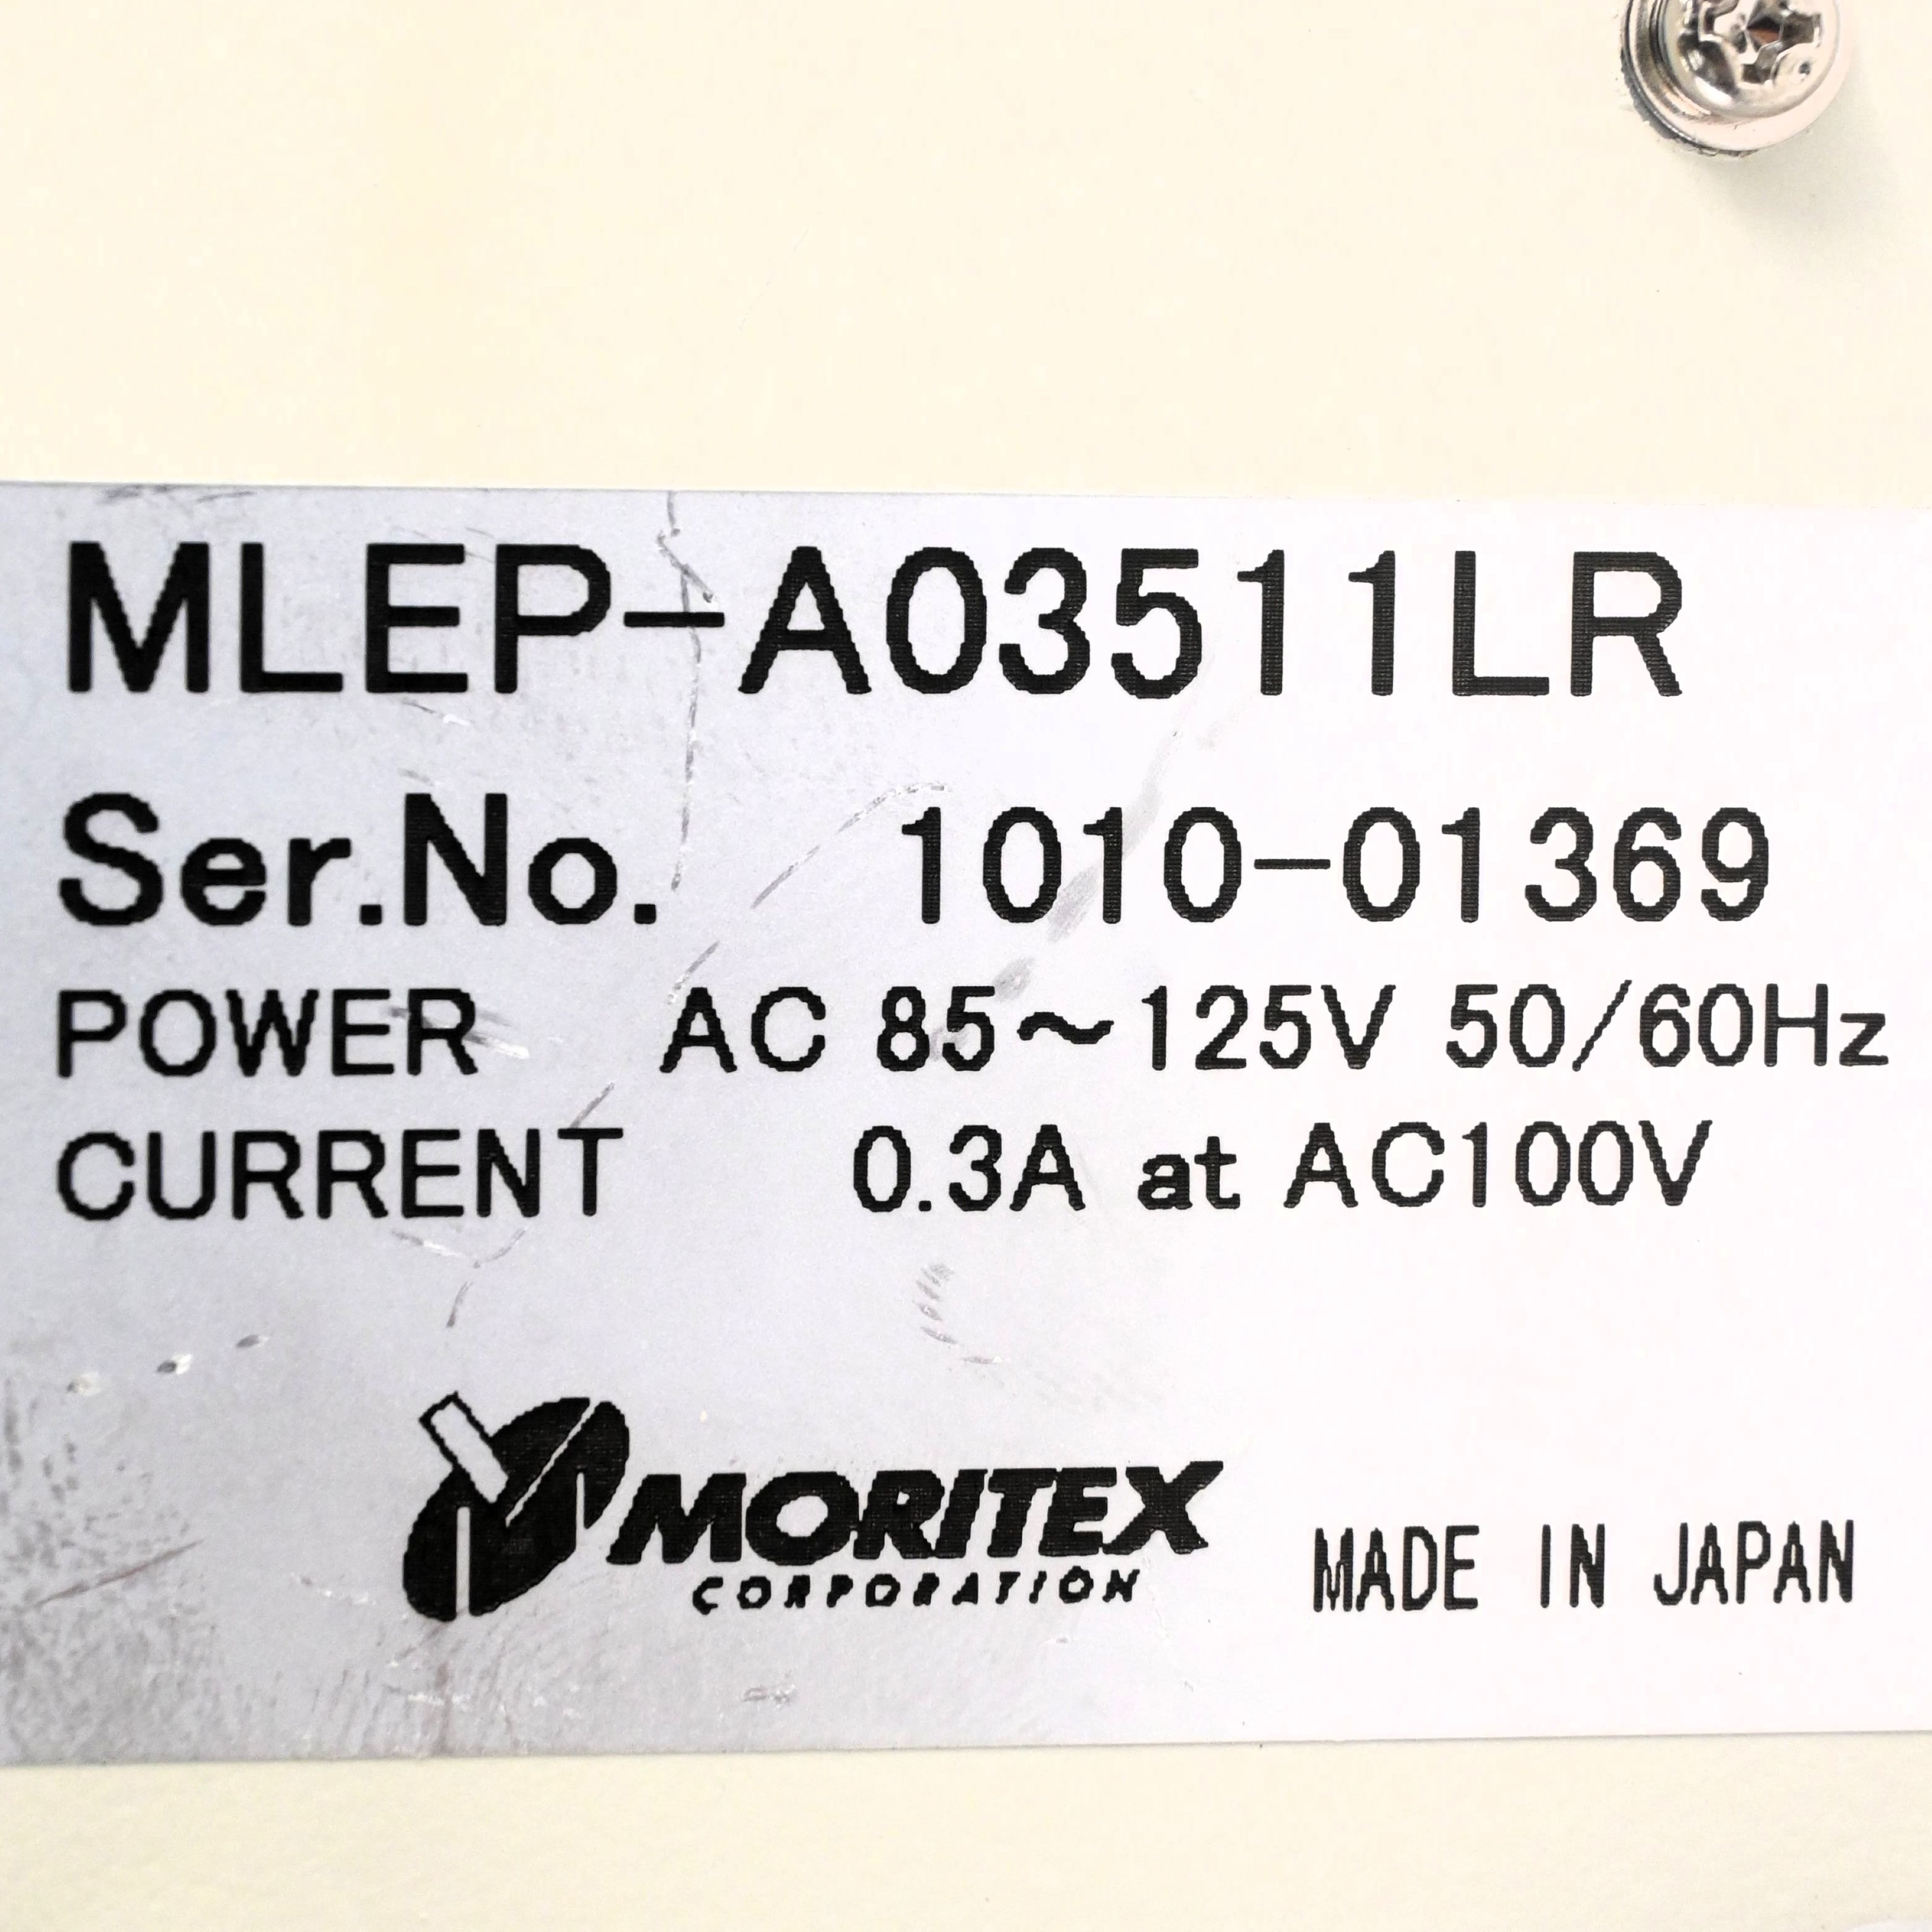 MLEP-A03511LR
Ser.No. 1010-01369
POWER AC 85~125V 50/60Hz
CURRENT 0.3A at AC100V
MORITEX
CORPORATION
MADE IN JAPAN